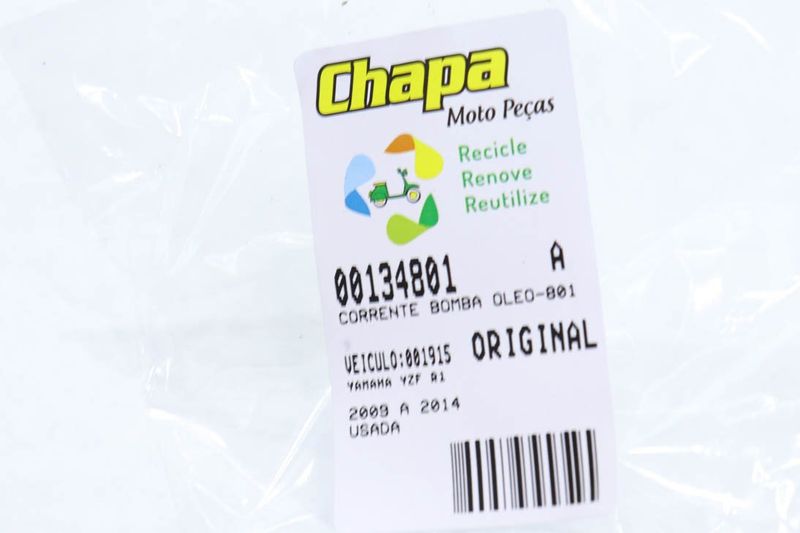 Chapa
Moto Peças
Recicle
Renove
Reutilize
00134801 A
CORRENTE BOMBA OLEO-801
VEICULO:001915 ORIGINAL
YAMAHA YZF R1
2009 A 2014
USADA